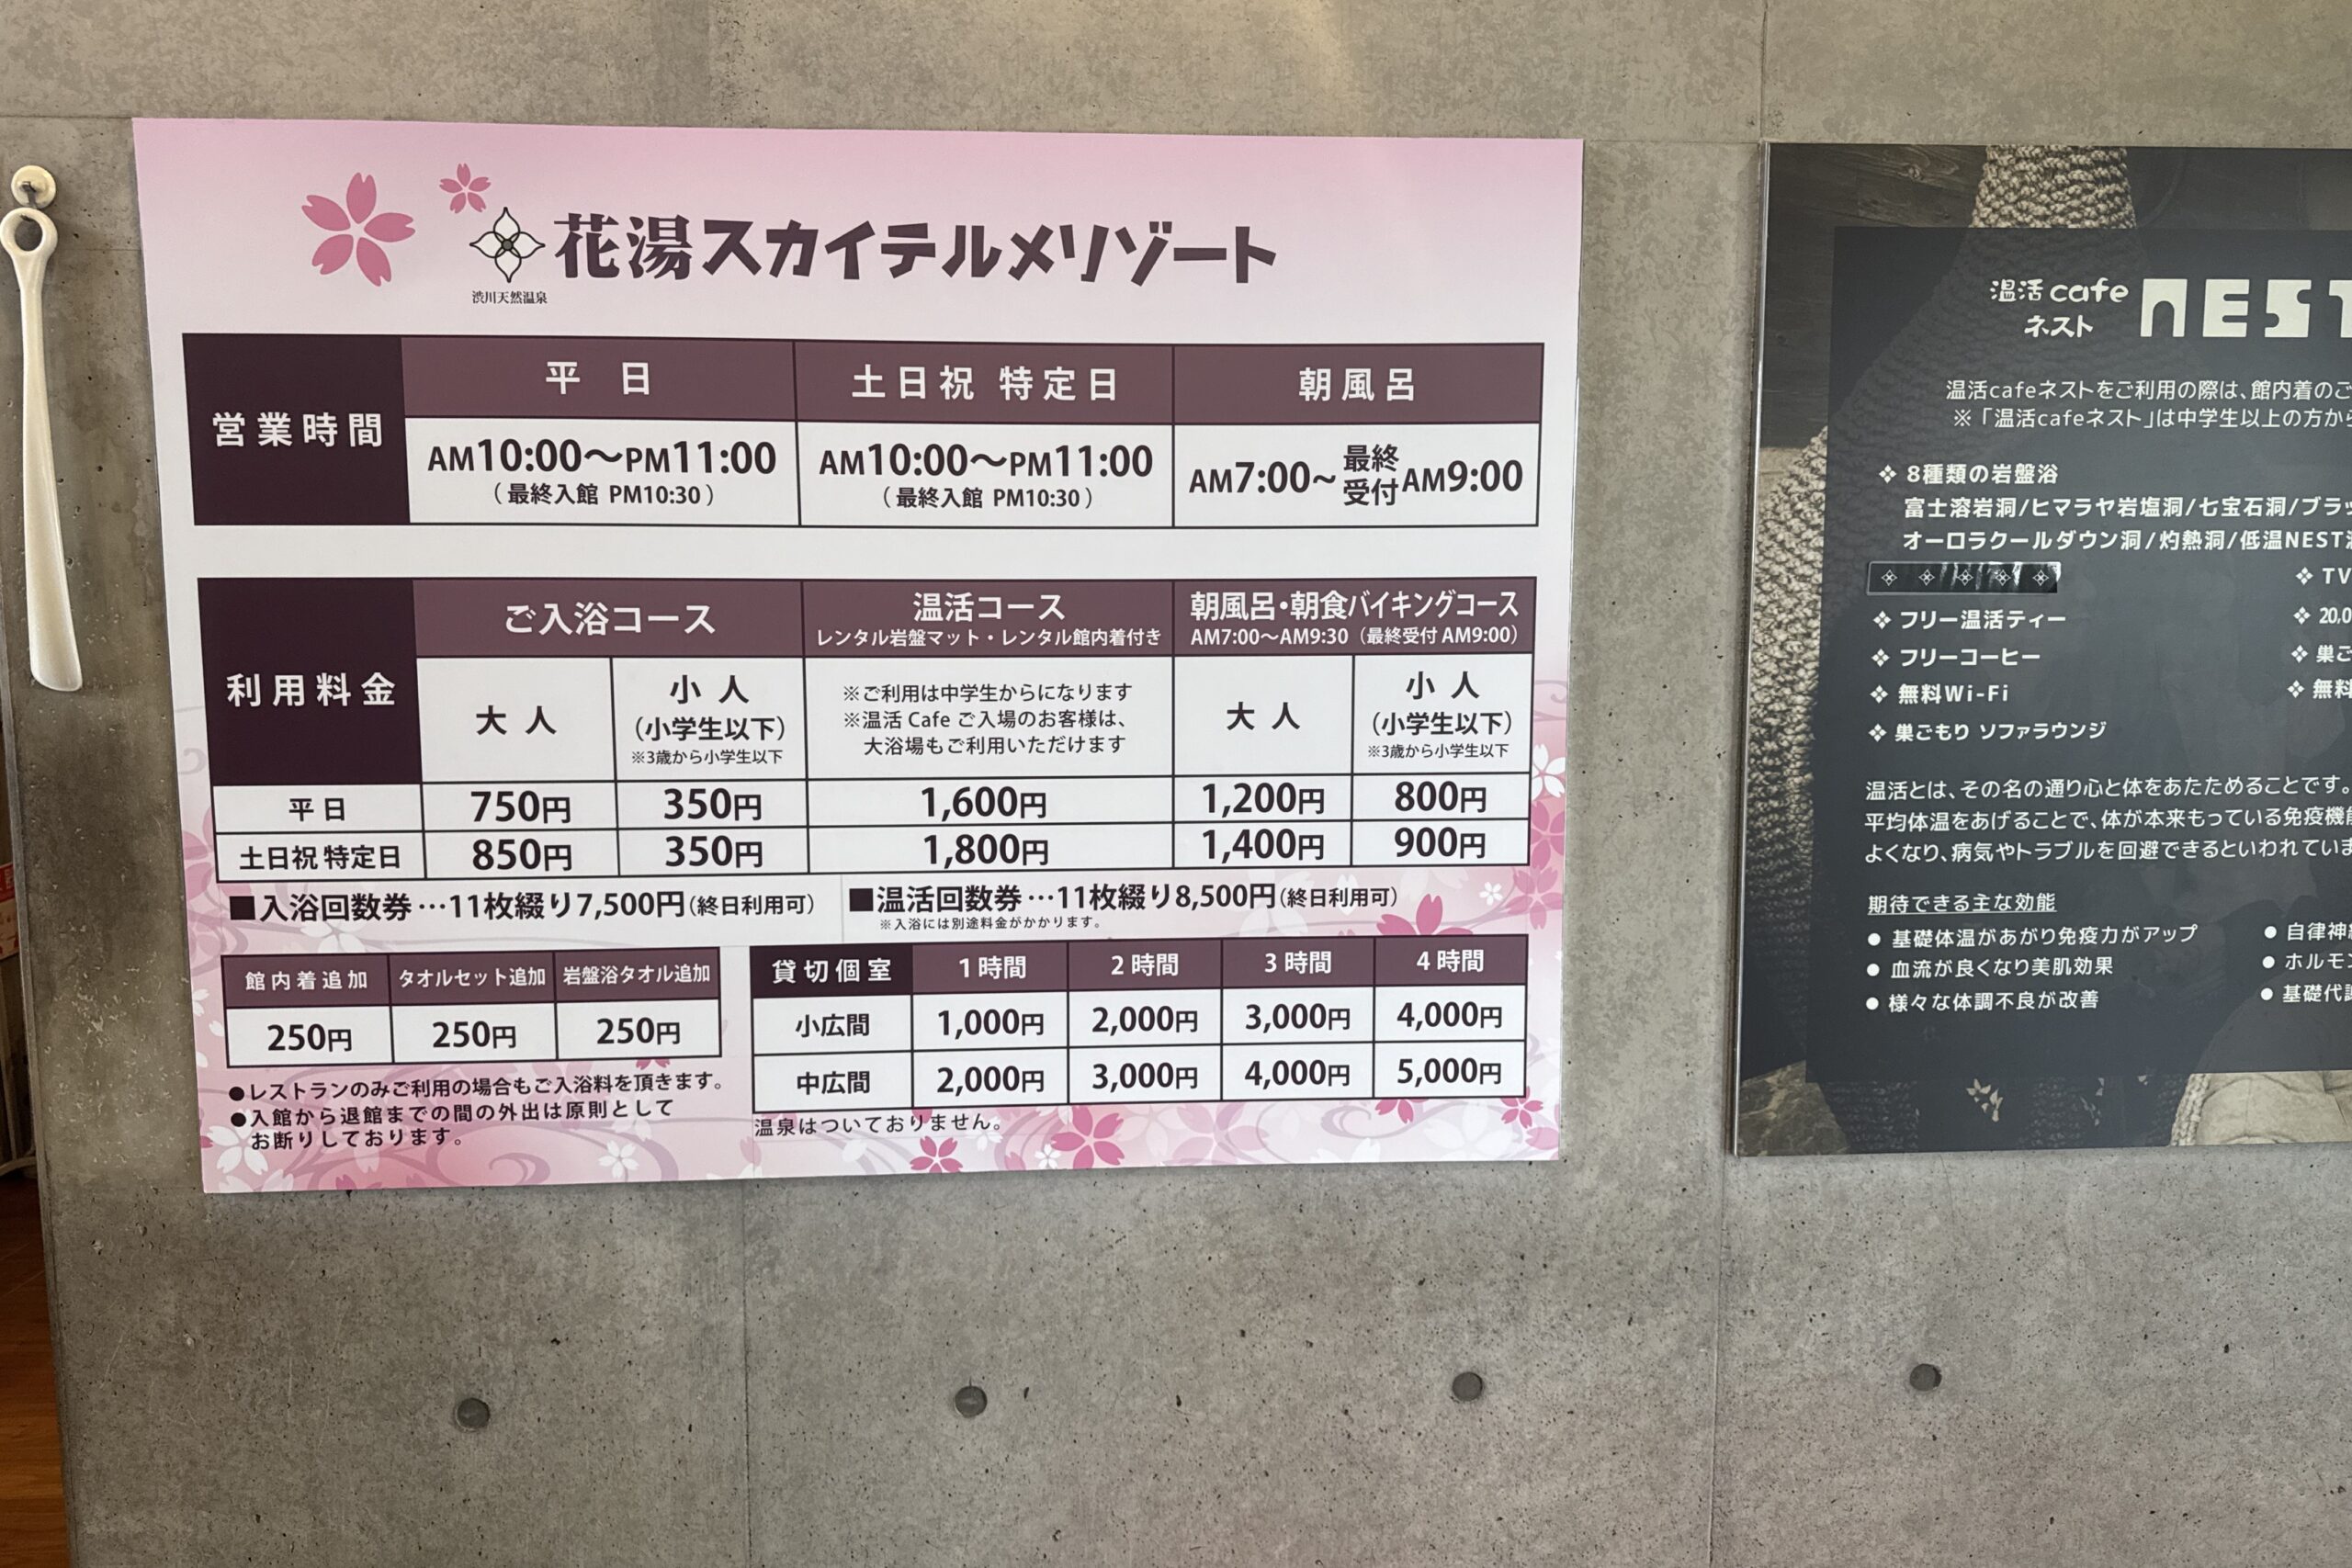 花湯スカイテルメリゾート
渋川天然温泉
営業時間
平日
土日祝 特定日
朝風呂
AM10:00～PM11:00
（最終入館 PM10:30）
AM10:00～PM11:00
（最終入館 PM10:30）
AM7:00~ 最終受付 AM9:00
利用料金
ご入浴コース
温活コース
レンタル岩盤マット・レンタル館内着付き
朝風呂・朝食バイキングコース
AM7:00～AM9:30（最終受付 AM9:00）
大人
小人
（小学生以下）
※3歳から小学生以下
※ご利用は中学生からになります
※温活 Cafe ご入場のお客様は、
大浴場もご利用いただけます
大人
小人
（小学生以下）
※3歳から小学生以下
平日 750円 350円 1,600円 1,200円 800円
土日祝 特定日 850円 350円 1,800円 1,400円 900円
■入浴回数券…11枚綴り7,500円（終日利用可）
■温活回数券…11枚綴り8,500円（終日利用可）
※入浴には別途料金がかかります。
館内着追加 タオルセット追加 岩盤浴タオル追加
250円 250円 250円
●レストランのみご利用の場合もご入浴料を頂きます。
●入館から退館までの間の外出は原則として
お断りしております。
貸切個室 1時間 2時間 3時間 4時間
小広間 1,000円 2,000円 3,000円 4,000円
中広間 2,000円 3,000円 4,000円 5,000円
温泉はついておりません。
温活cafe
ネスト
NEST
温活cafeネストをご利用の際は、館内着のご
※「温活cafeネスト」は中学生以上の方から
❖ 8種類の岩盤浴
富士溶岩洞/ヒマラヤ岩塩洞/七宝石洞/ブラッ
オーロラクールダウン洞/灼熱洞/低温NEST
❖ フリー温活ティー
❖ フリーコーヒー
❖ 無料Wi-Fi
❖ 巣ごもり ソファラウンジ
❖ TV
❖ 20,0
❖ 巣ご
❖ 無料
温活とは、その名の通り心と体をあたためることです。
平均体温をあげることで、体が本来もっている免疫機能
よくなり、病気やトラブルを回避できるといわれていま
期待できる主な効能
● 基礎体温があがり免疫力がアップ
● 血流が良くなり美肌効果
● 様々な体調不良が改善
● 自律神経
● ホルモン
● 基礎代謝